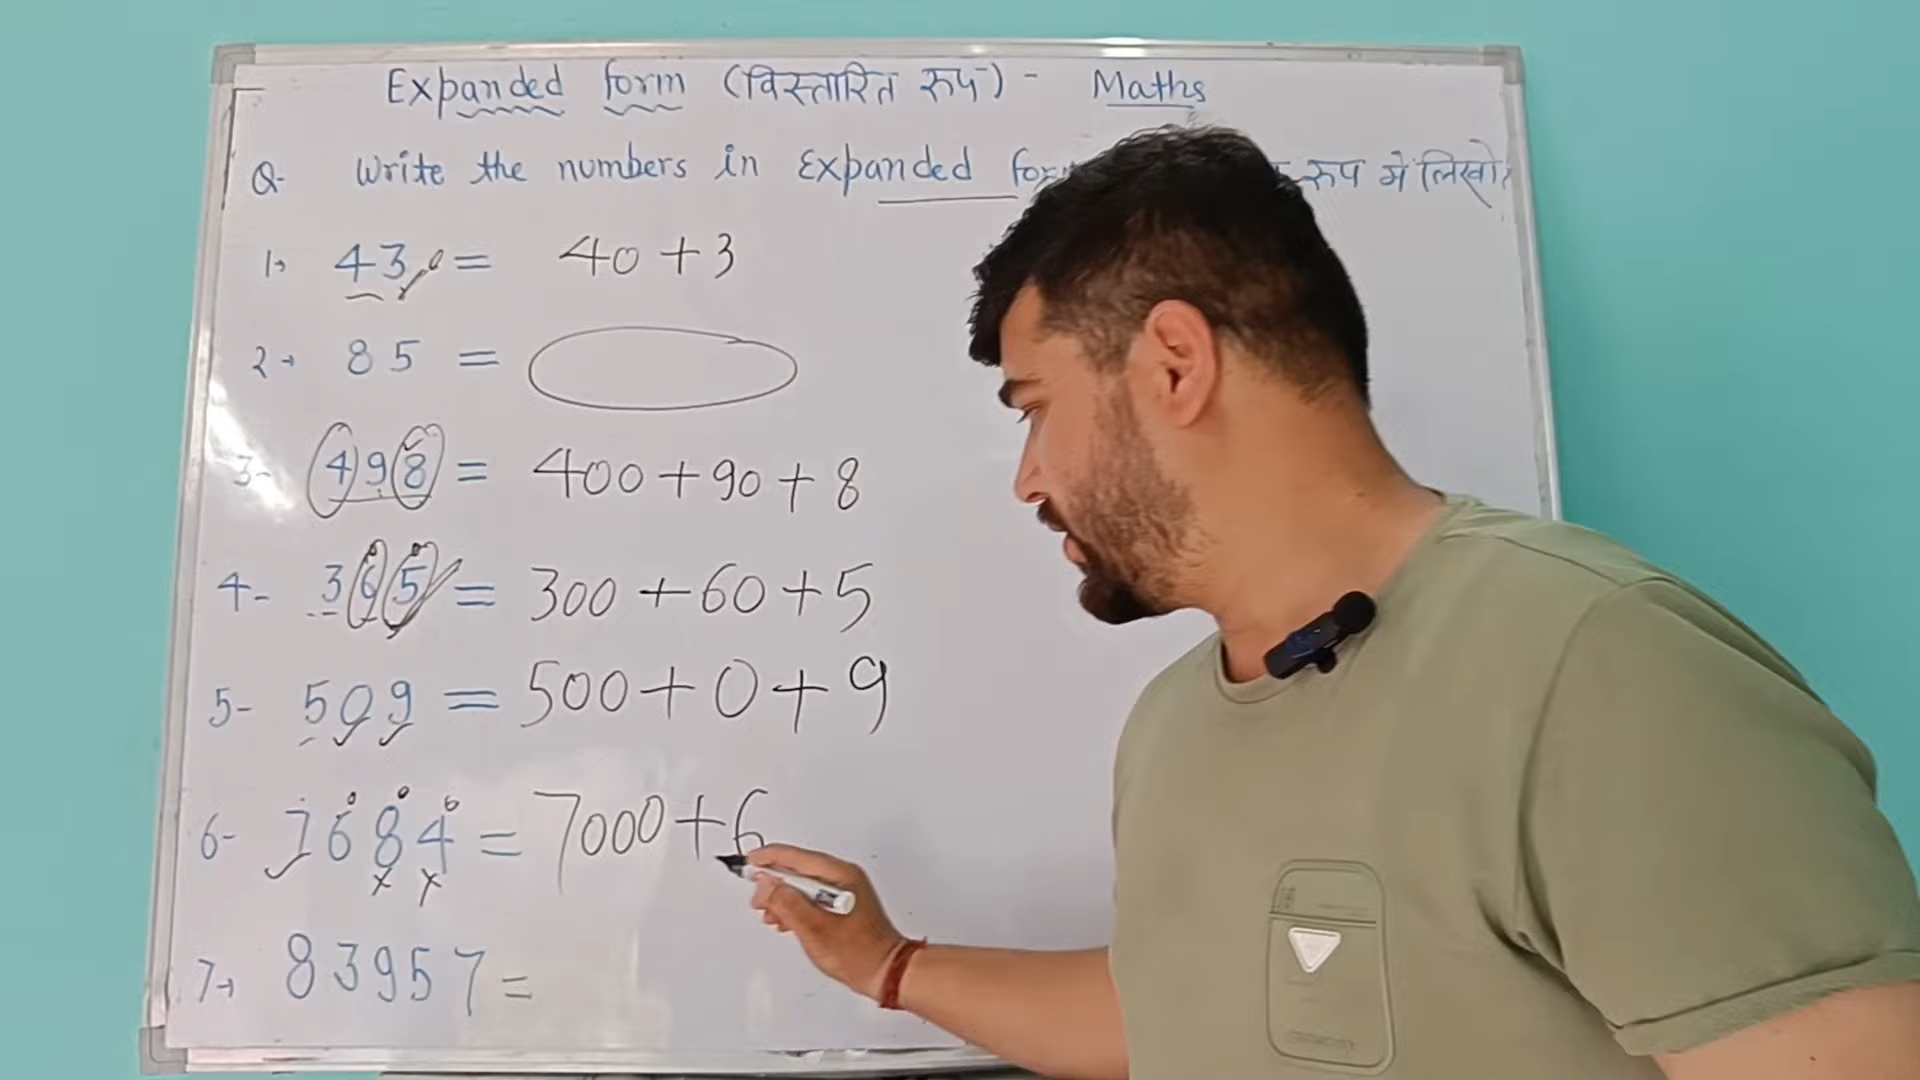 Expanded form (विस्तारित रुप) - Maths
Q- Write the numbers in Expanded रुप में लिखो।
1→ 43 = 40 + 3
2→ 85 =
3- 498 = 400 + 90 + 8
4- 365 = 300 + 60 + 5
5- 509 = 500 + 0 + 9
6- 7684 = 7000 + 6
7→ 83957 =